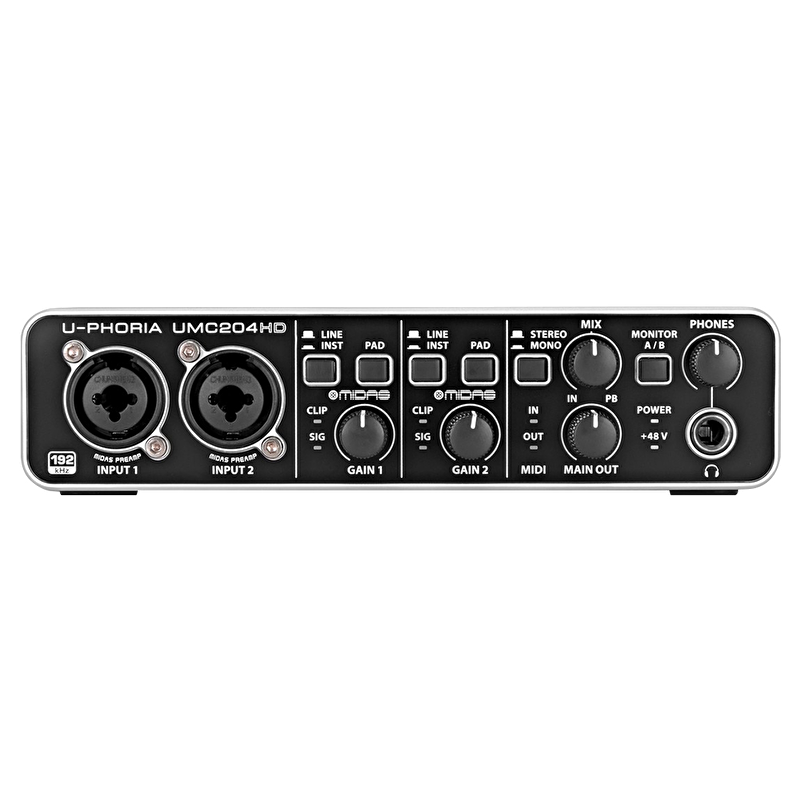 U-PHORIA UMC204HD
MIDAS PREAMP
INPUT 1
MIDAS PREAMP
INPUT 2
192
kHz
LINE
INST
PAD
MIDAS
CLIP
SIG
GAIN 1
LINE
INST
PAD
MIDAS
CLIP
SIG
GAIN 2
STEREO
MONO
MIX
IN PB
IN
OUT
MIDI
MAIN OUT
MONITOR
A / B
POWER
+48 V
PHONES